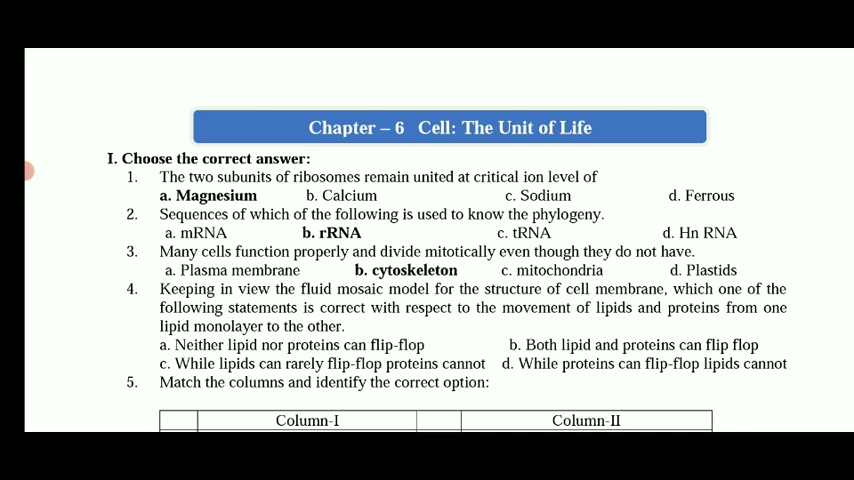 Chapter – 6 Cell: The Unit of Life
I. Choose the correct answer:
1. The two subunits of ribosomes remain united at critical ion level of
a. Magnesium b. Calcium c. Sodium d. Ferrous
2. Sequences of which of the following is used to know the phylogeny.
a. mRNA b. rRNA c. tRNA d. Hn RNA
3. Many cells function properly and divide mitotically even though they do not have.
a. Plasma membrane b. cytoskeleton c. mitochondria d. Plastids
4. Keeping in view the fluid mosaic model for the structure of cell membrane, which one of the
following statements is correct with respect to the movement of lipids and proteins from one
lipid monolayer to the other.
a. Neither lipid nor proteins can flip-flop b. Both lipid and proteins can flip flop
c. While lipids can rarely flip-flop proteins cannot d. While proteins can flip-flop lipids cannot
5. Match the columns and identify the correct option:
Column-I Column-II